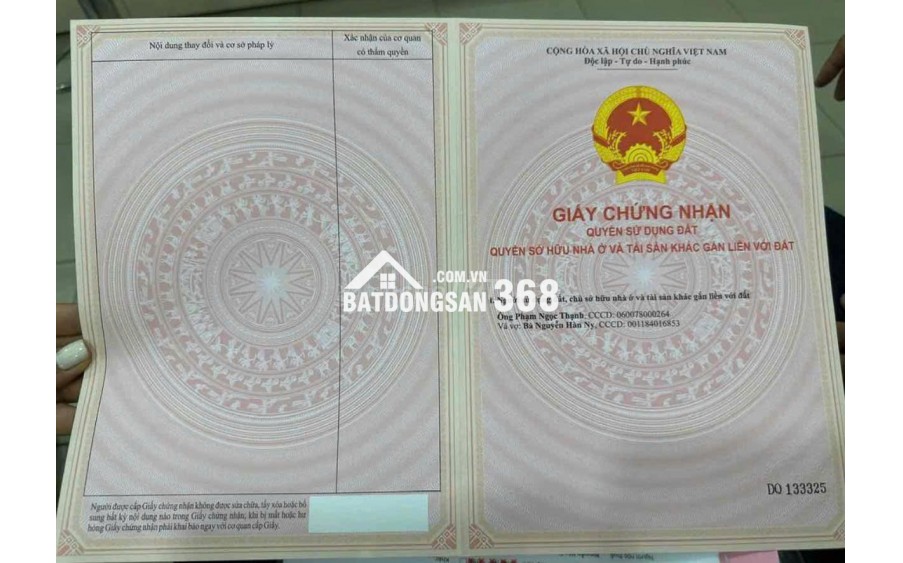 Nội dung thay đổi và cơ sở pháp lý
Xác nhận của cơ quan
có thẩm quyền
Người được cấp Giấy chứng nhận không được sửa chữa, tẩy xóa hoặc bổ
sung bất kỳ nội dung nào trong Giấy chứng nhận; khi bị mất hoặc hư
hỏng Giấy chứng nhận phải khai báo ngay với cơ quan cấp Giấy.
CỘNG HÒA XÃ HỘI CHỦ NGHĨA VIỆT NAM
Độc lập - Tự do - Hạnh phúc
GIẤY CHỨNG NHẬN
QUYỀN SỬ DỤNG ĐẤT
QUYỀN SỞ HỮU NHÀ Ở VÀ TÀI SẢN KHÁC GẮN LIỀN VỚI ĐẤT
đất, chủ sở hữu nhà ở và tài sản khác gắn liền với đất
Ông Phạm Ngọc Thạnh, CCCD: 060078000264
Và vợ: Bà Nguyễn Hàn Ny, CCCD: 001184016853
DO 133325
.COM.VN
BATDONGSAN 368